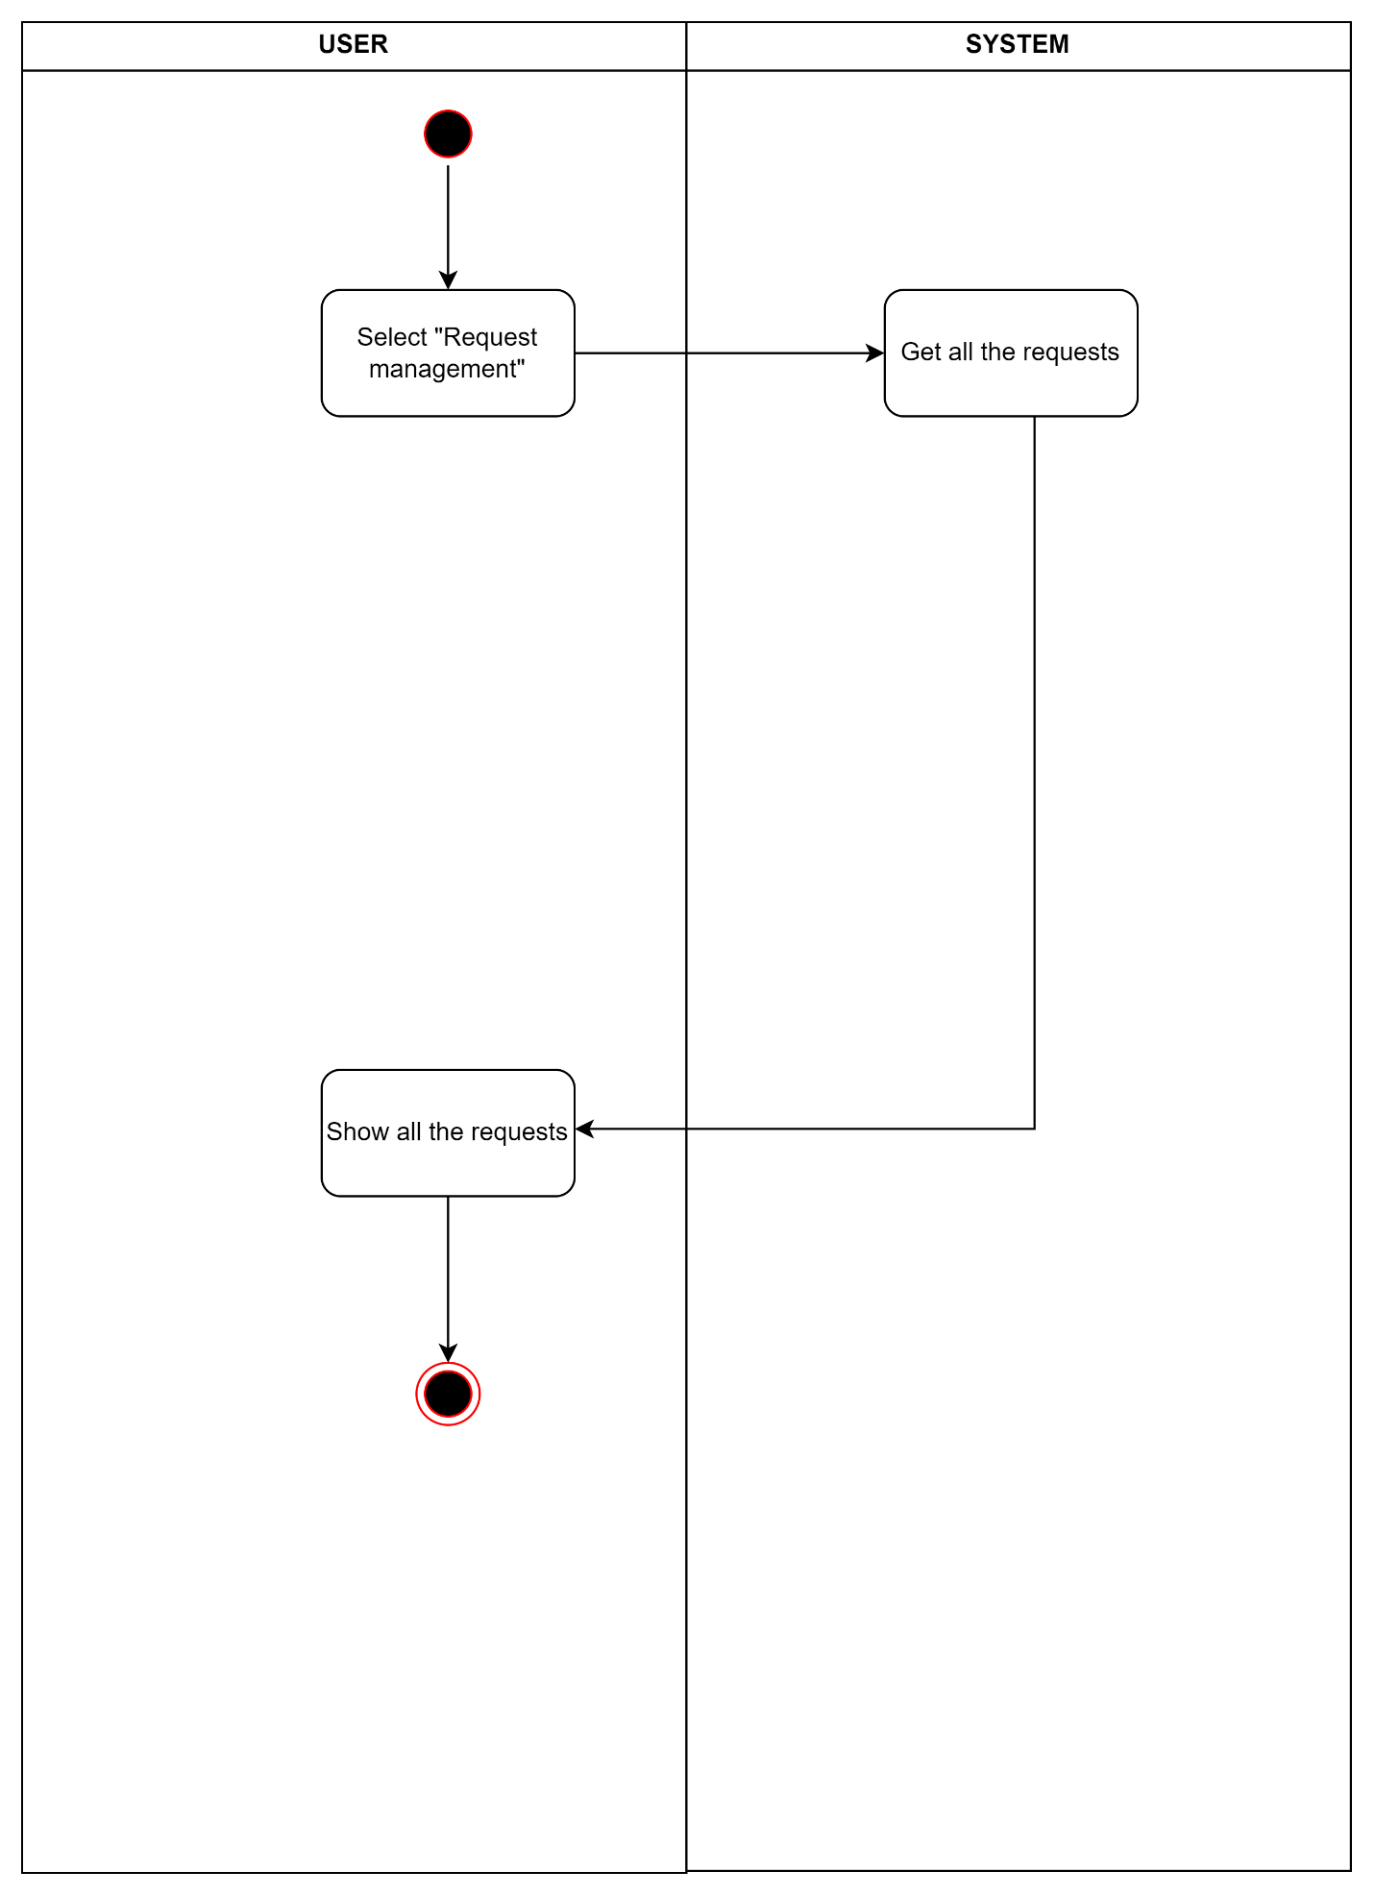 USER
SYSTEM
Select "Request
management"
Get all the requests
Show all the requests